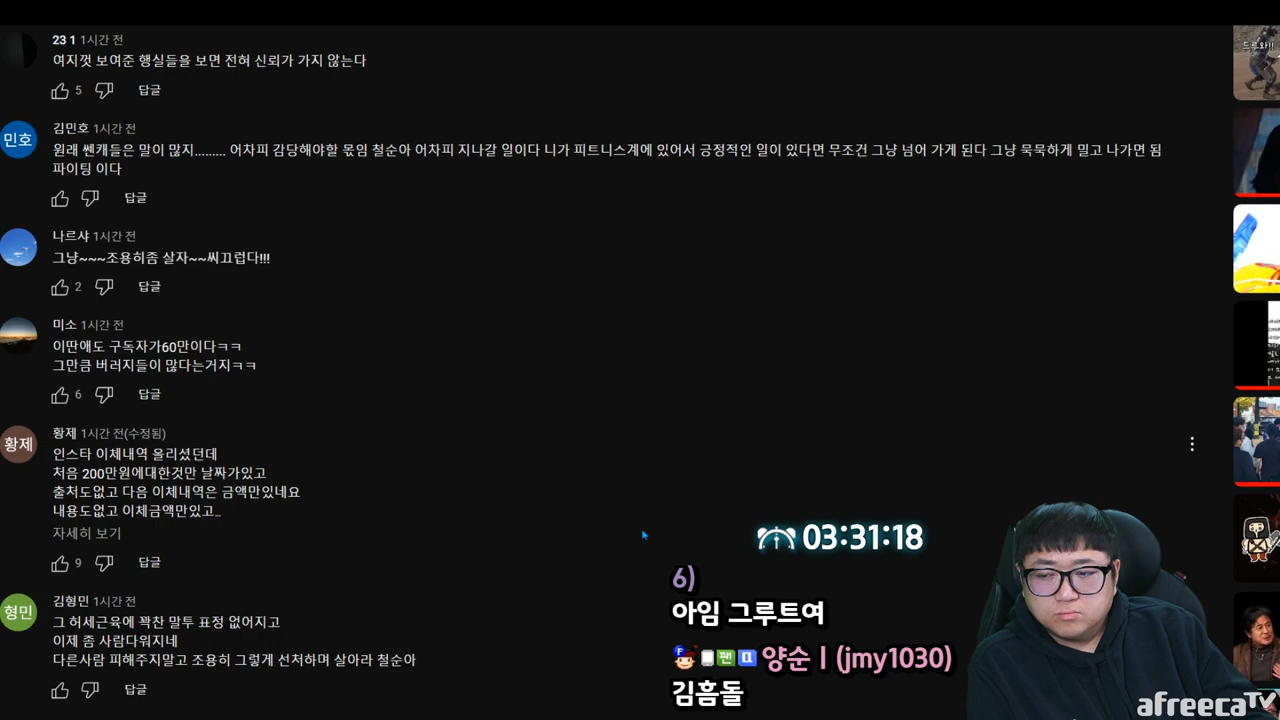 23 1 1시간 전
여지껏 보여준 행실들을 보면 전혀 신뢰가 가지 않는다
5 답글
민호
김민호 1시간 전
원래 쎈캐들은 말이 많지......... 어차피 감당해야할 몫임 철순아 어차피 지나갈 일이다 니가 피트니스계에 있어서 긍정적인 일이 있다면 무조건 그냥 넘어 가게 된다 그냥 묵묵하게 밀고 나가면 됨
파이팅 이다
답글
나르샤 1시간 전
그냥~~~조용히좀 살자~~씨끄럽다!!!
2 답글
미소 1시간 전
이딴애도 구독자가60만이다ㅋㅋ
그만큼 버러지들이 많다는거지ㅋㅋ
6 답글
황제
황제 1시간 전(수정됨)
인스타 이체내역 올리셨던데
처음 200만원에대한것만 날짜가있고
출처도없고 다음 이체내역은 금액만있네요
내용도없고 이체금액만있고..
자세히 보기
9 답글
형민
김형민 1시간 전
그 허세근육에 꽉찬 말투 표정 없어지고
이제 좀 사람다워지네
다른사람 피해주지말고 조용히 그렇게 선처하며 살아라 철순아
답글
드루와!!
03:31:18
6)
아임 그루트여
F 팬 양순ㅣ(jmy1030)
김흠돌
afreecaTV